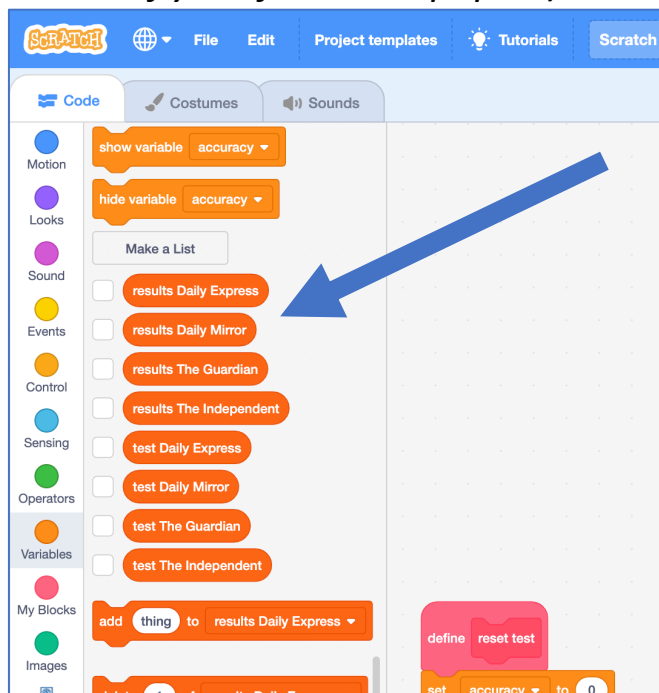 SCRATCH File Edit Project templates Tutorials Scratch
Code Costumes Sounds
Motion
Looks
Sound
Events
Control
Sensing
Operators
Variables
My Blocks
Images
show variable accuracy
hide variable accuracy
Make a List
results Daily Express
results Daily Mirror
results The Guardian
results The Independent
test Daily Express
test Daily Mirror
test The Guardian
test The Independent
add thing to results Daily Express
define reset test
set accuracy to 0